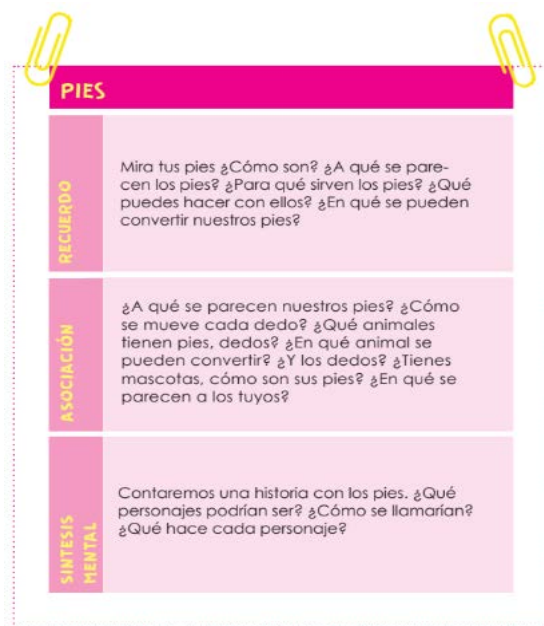 PIES
RECUERDO
Mira tus pies ¿Cómo son? ¿A qué se pare-
cen los pies? ¿Para qué sirven los pies? ¿Qué
puedes hacer con ellos? ¿En qué se pueden
convertir nuestros pies?
ASOCIACIÓN
¿A qué se parecen nuestros pies? ¿Cómo
se mueve cada dedo? ¿Qué animales
tienen pies, dedos? ¿En qué animal se
pueden convertir? ¿Y los dedos? ¿Tienes
mascotas, cómo son sus pies? ¿En qué se
parecen a los tuyos?
SINTESIS
MENTAL
Contaremos una historia con los pies. ¿Qué
personajes podrían ser? ¿Cómo se llamarían?
¿Qué hace cada personaje?